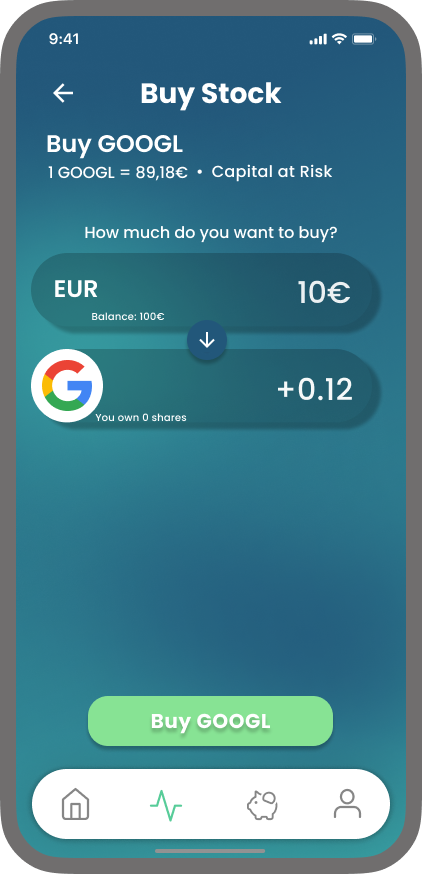 9:41
Buy Stock
Buy GOOGL
1 GOOGL = 89,18€ • Capital at Risk
How much do you want to buy?
EUR
10€
Balance: 100€
+0.12
You own 0 shares
Buy GOOGL